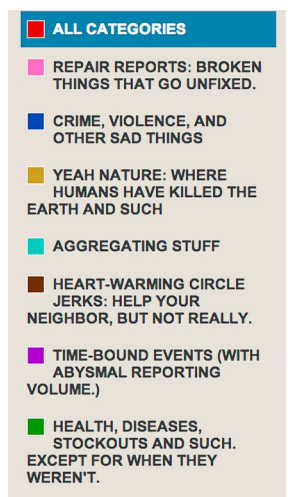 ALL CATEGORIES
REPAIR REPORTS: BROKEN
THINGS THAT GO UNFIXED.
CRIME, VIOLENCE, AND
OTHER SAD THINGS
YEAH NATURE: WHERE
HUMANS HAVE KILLED THE
EARTH AND SUCH
AGGREGATING STUFF
HEART-WARMING CIRCLE
JERKS: HELP YOUR
NEIGHBOR, BUT NOT REALLY.
TIME-BOUND EVENTS (WITH
ABYSMAL REPORTING
VOLUME.)
HEALTH, DISEASES,
STOCKOUTS AND SUCH.
EXCEPT FOR WHEN THEY
WEREN'T.